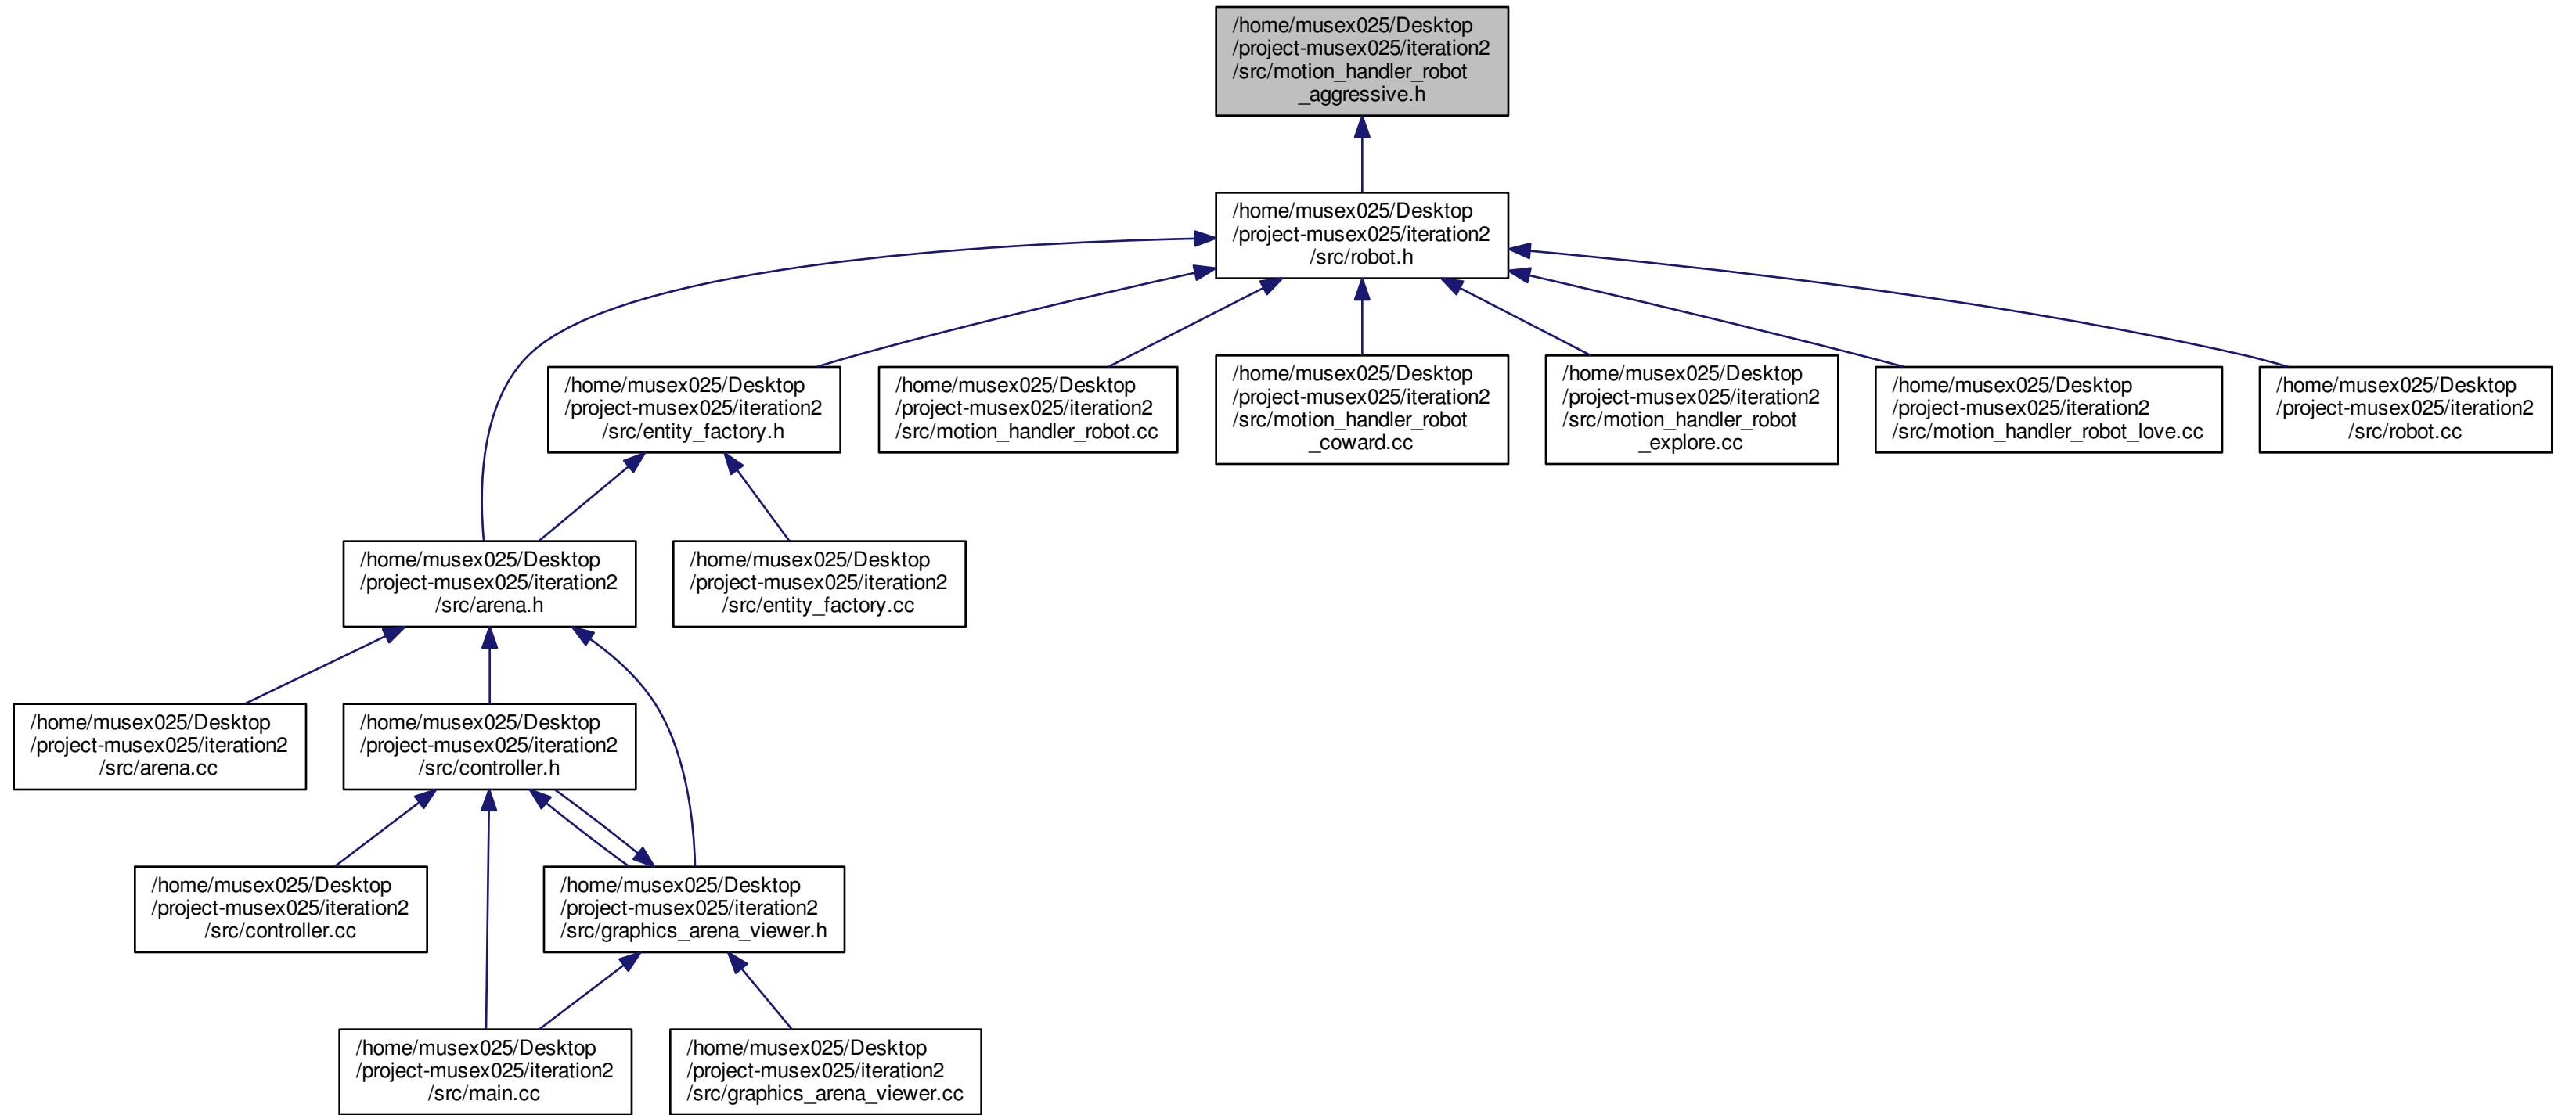 /home/musex025/Desktop
/project-musex025/iteration2
/src/motion_handler_robot
_aggressive.h
/home/musex025/Desktop
/project-musex025/iteration2
/src/robot.h
/home/musex025/Desktop
/project-musex025/iteration2
/src/entity_factory.h
/home/musex025/Desktop
/project-musex025/iteration2
/src/motion_handler_robot.cc
/home/musex025/Desktop
/project-musex025/iteration2
/src/motion_handler_robot
_coward.cc
/home/musex025/Desktop
/project-musex025/iteration2
/src/motion_handler_robot
_explore.cc
/home/musex025/Desktop
/project-musex025/iteration2
/src/motion_handler_robot_love.cc
/home/musex025/Desktop
/project-musex025/iteration2
/src/robot.cc
/home/musex025/Desktop
/project-musex025/iteration2
/src/arena.h
/home/musex025/Desktop
/project-musex025/iteration2
/src/entity_factory.cc
/home/musex025/Desktop
/project-musex025/iteration2
/src/arena.cc
/home/musex025/Desktop
/project-musex025/iteration2
/src/controller.h
/home/musex025/Desktop
/project-musex025/iteration2
/src/controller.cc
/home/musex025/Desktop
/project-musex025/iteration2
/src/graphics_arena_viewer.h
/home/musex025/Desktop
/project-musex025/iteration2
/src/main.cc
/home/musex025/Desktop
/project-musex025/iteration2
/src/graphics_arena_viewer.cc